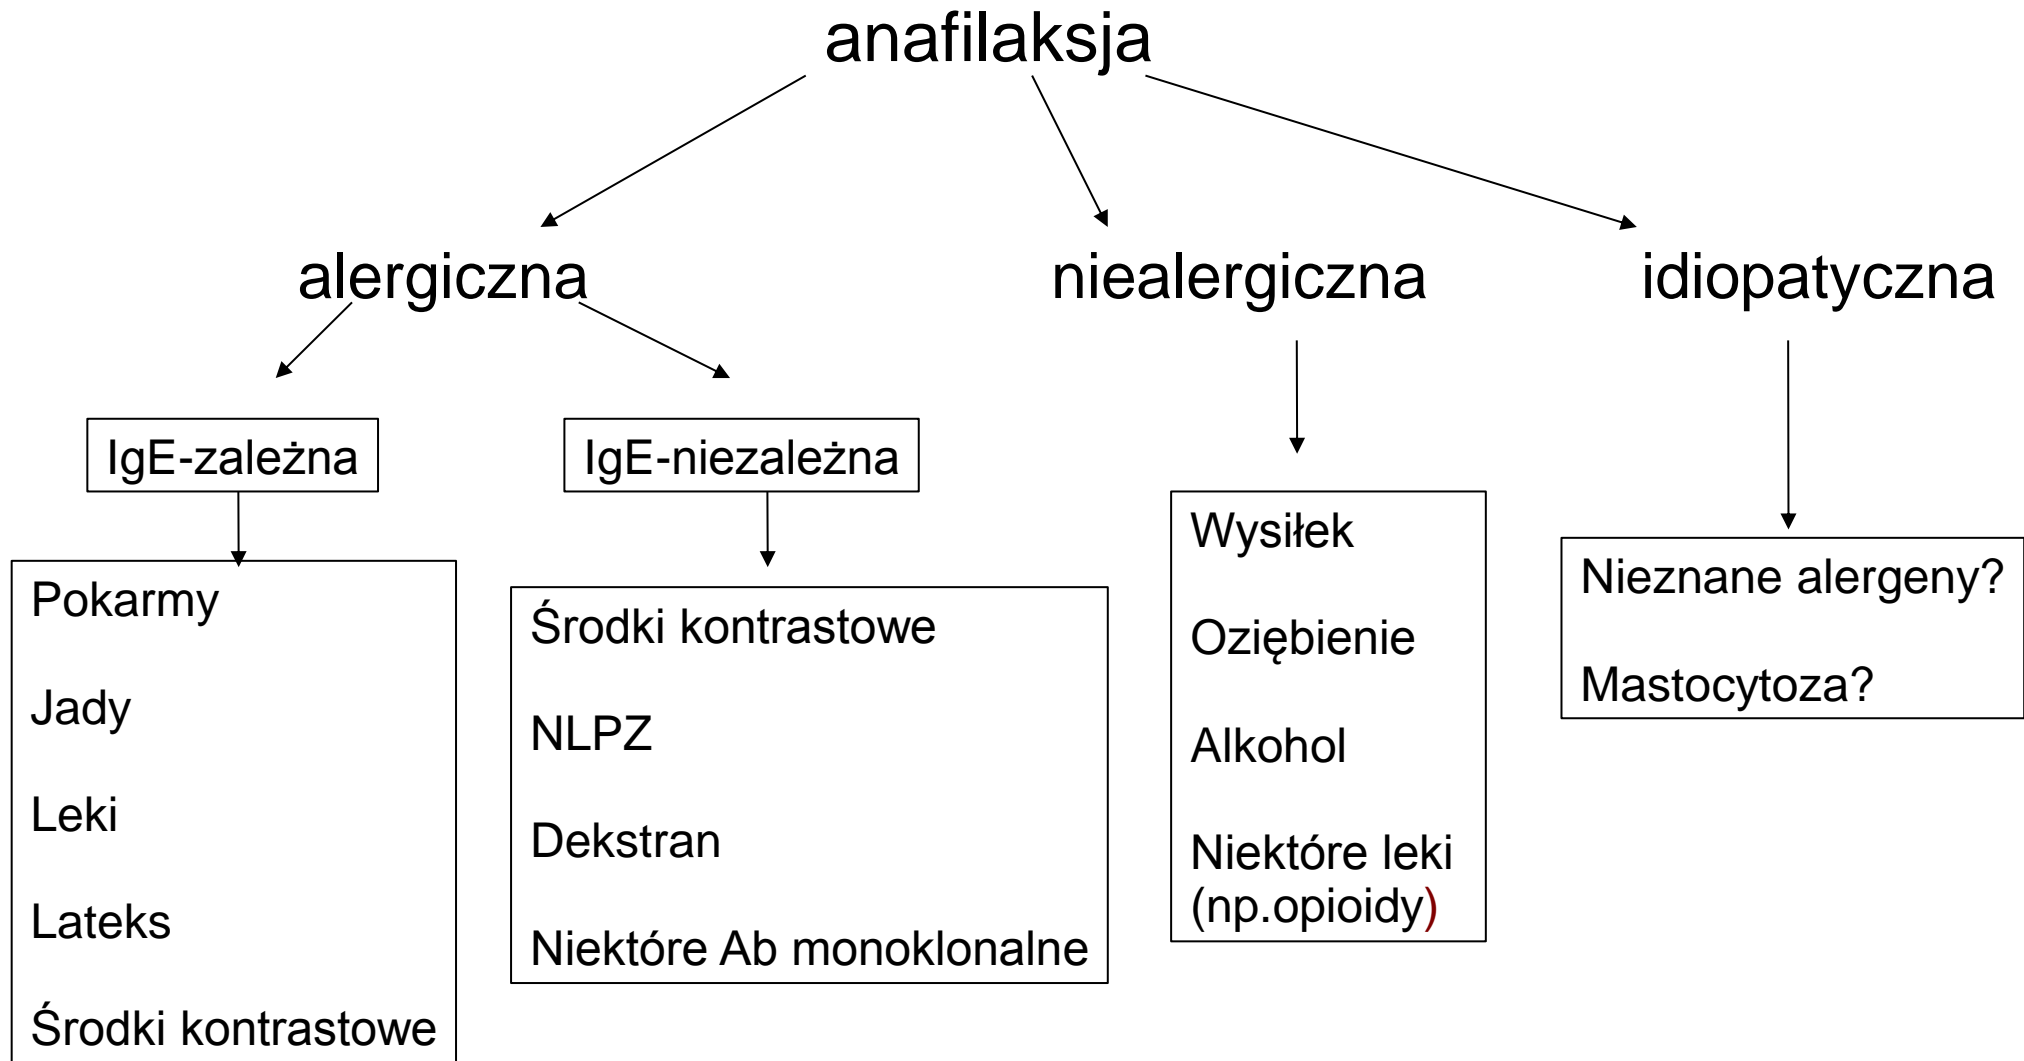 anafilaksja
alergiczna
niealergiczna
idiopatyczna
IgE-zależna
IgE-niezależna
Pokarmy
Jady
Leki
Lateks
Środki kontrastowe
Środki kontrastowe
NLPZ
Dekstran
Niektóre Ab monoklonalne
Wysiłek
Oziębienie
Alkohol
Niektóre leki
(np.opioidy)
Nieznane alergeny?
Mastocytoza?